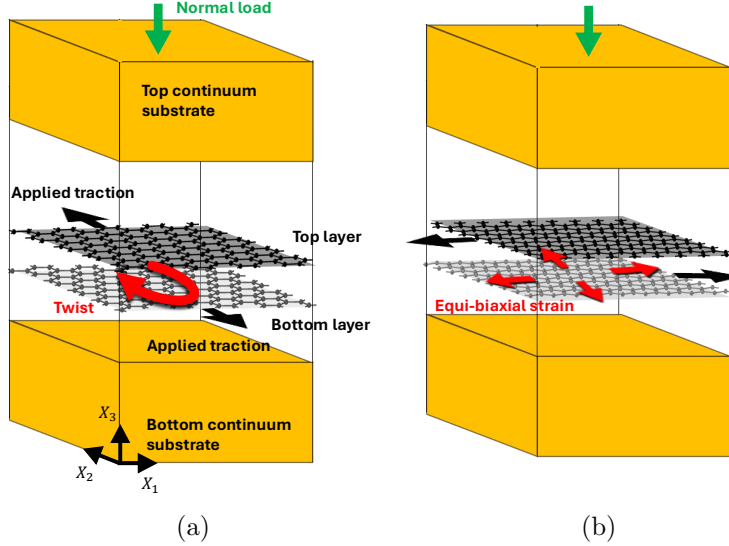 Normal load
Top continuum
substrate
Applied traction
Top layer
Twist
Equi-biaxial strain
Bottom layer
Applied traction
X₃
Bottom continuum
substrate
X₂
X₁
(a)
(b)